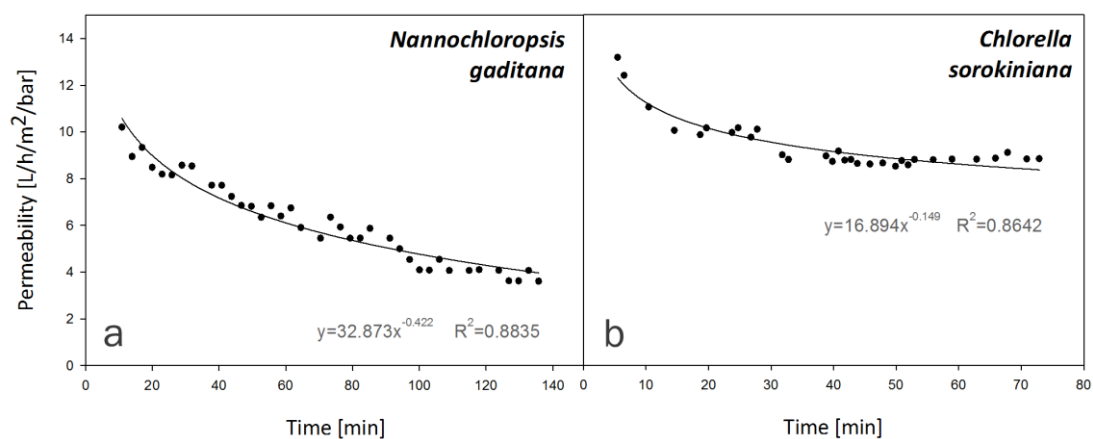 Nannochloropsis
gaditana
Chlorella
sorokiniana
Permeability [L/h/m²/bar]
14
12
10
8
6
4
2
0
y=32.873x^-0.422 R²=0.8835
y=16.894x^-0.149 R²=0.8642
a
b
0 20 40 60 80 100 120 140
0 10 20 30 40 50 60 70 80
Time [min]
Time [min]